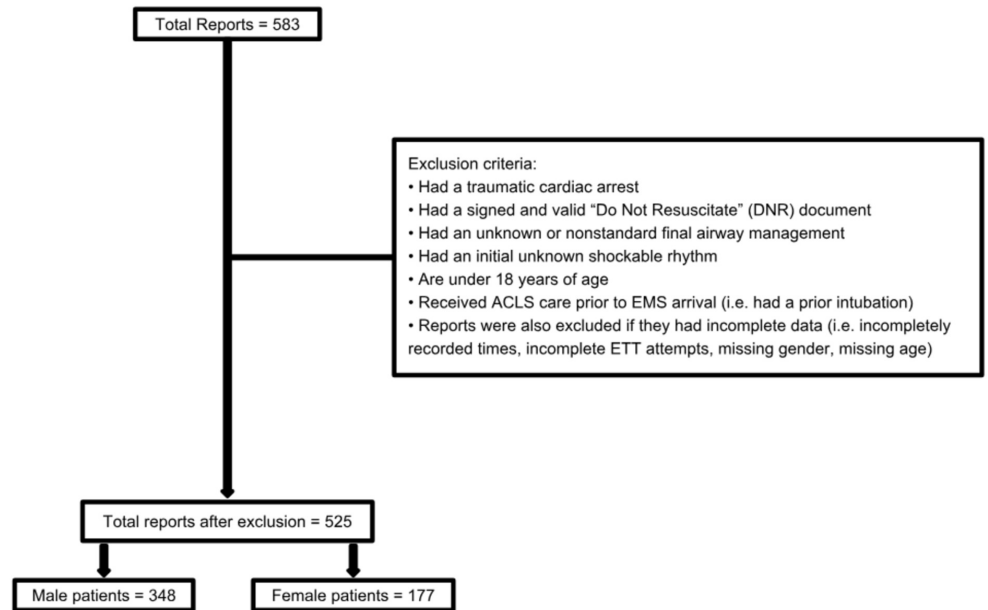 Total Reports = 583
Exclusion criteria:
• Had a traumatic cardiac arrest
• Had a signed and valid “Do Not Resuscitate” (DNR) document
• Had an unknown or nonstandard final airway management
• Had an initial unknown shockable rhythm
• Are under 18 years of age
• Received ACLS care prior to EMS arrival (i.e. had a prior intubation)
• Reports were also excluded if they had incomplete data (i.e. incompletely
recorded times, incomplete ETT attempts, missing gender, missing age)
Total reports after exclusion = 525
Male patients = 348
Female patients = 177